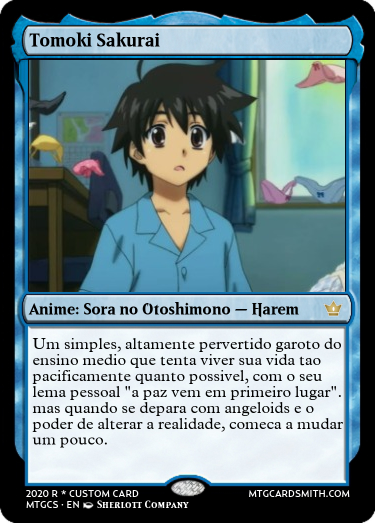 Tomoki Sakurai
Anime: Sora no Otoshimono — Harem
Um simples, altamente pervertido garoto do
ensino medio que tenta viver sua vida tao
pacificamente quanto possivel, com o seu
lema pessoal "a paz vem em primeiro lugar".
mas quando se depara com angeloids e o
poder de alterar a realidade, comeca a mudar
um pouco.
2020 R * CUSTOM CARD
MTGCS · EN SHERLOTT COMPANY
MTGCARDSMITH.COM